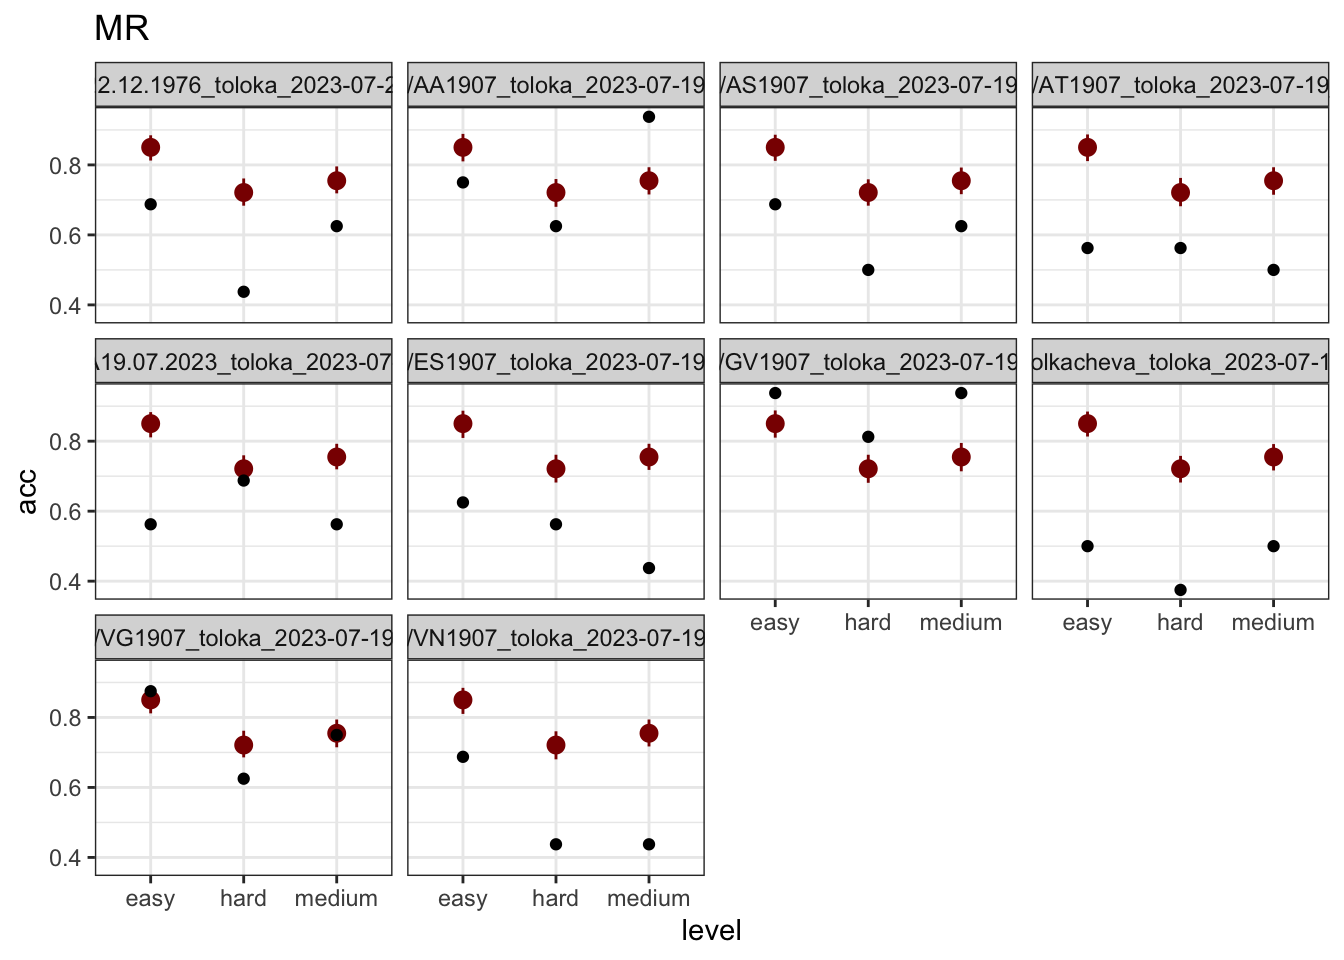 MR
2.12.1976_toloka_2023-07-2
/AA1907_toloka_2023-07-19
/AS1907_toloka_2023-07-19
/AT1907_toloka_2023-07-19
0.8
0.6
0.4
19.07.2023_toloka_2023-07
/ES1907_toloka_2023-07-19
/GV1907_toloka_2023-07-19
olkacheva_toloka_2023-07-1
0.8
0.6
0.4
acc
easy hard medium
easy hard medium
/VG1907_toloka_2023-07-19
/VN1907_toloka_2023-07-19
0.8
0.6
0.4
easy hard medium
easy hard medium
level